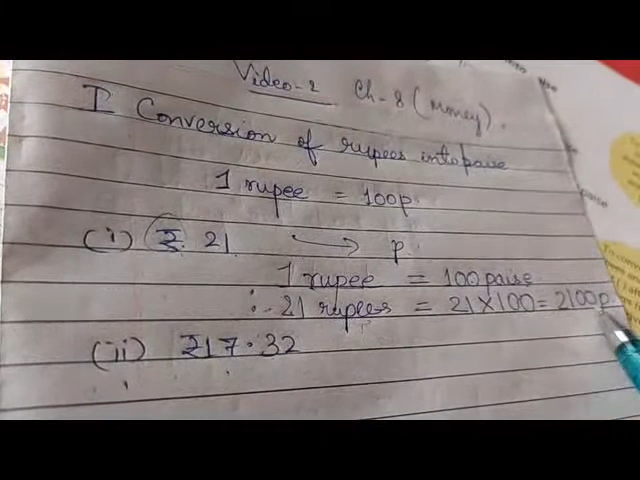 Video-2 Ch-8 (Money).
I Conversion of rupees into paise
1 rupee = 100p.
(i) ₹. 21. → p.
1 rupee = 100 paise
∴ 21 rupees = 21×100 = 2100p.
(ii) ₹17.32